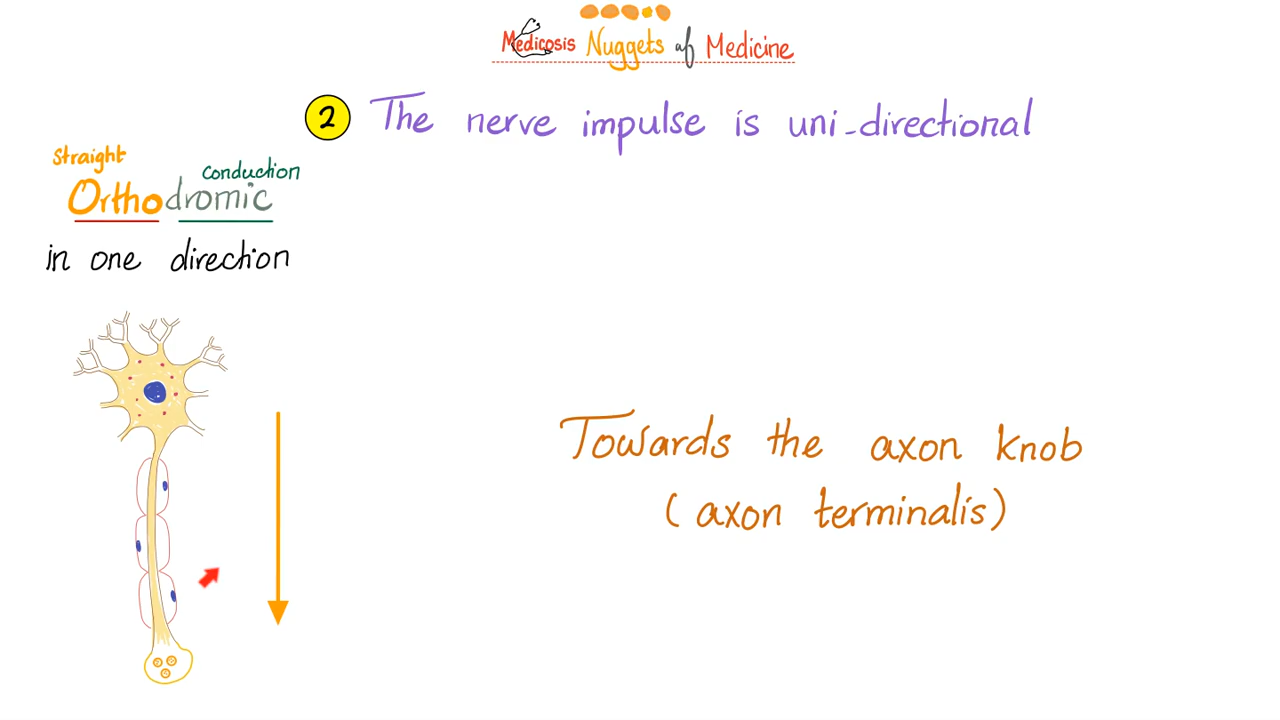 Medicosis Nuggets of Medicine
2 The nerve impulse is uni-directional
Straight
conduction
Orthodromic
in one direction
Towards the axon knob
(axon terminalis)